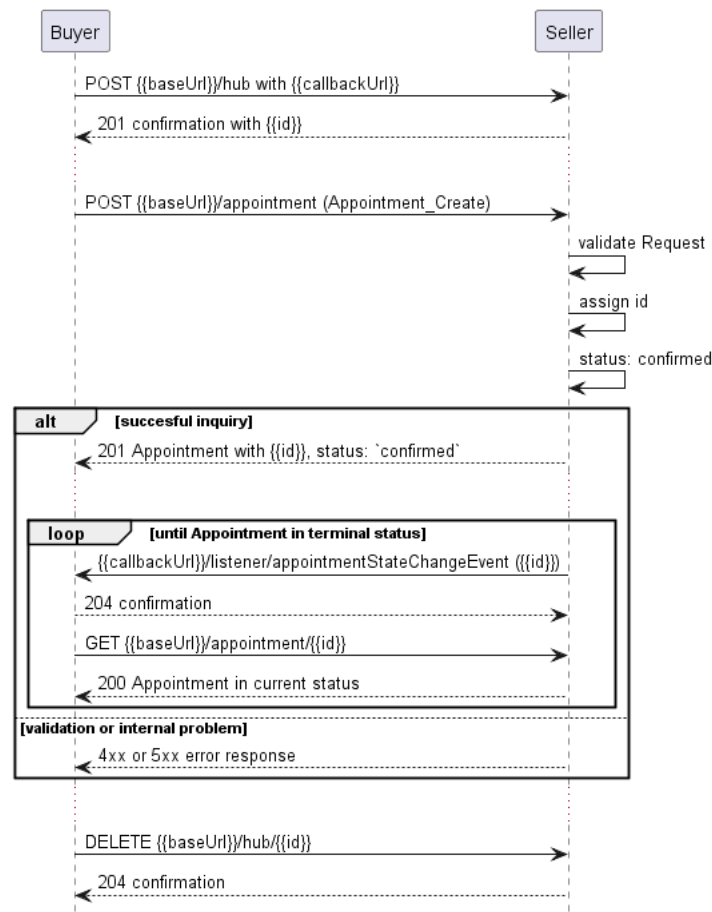 Buyer
Seller
POST {{baseUrl}}/hub with {{callbackUrl}}
201 confirmation with {{id}}
POST {{baseUrl}}/appointment (Appointment_Create)
validate Request
assign id
status: confirmed
alt [succesful inquiry]
201 Appointment with {{id}}, status: `confirmed`
loop [until Appointment in terminal status]
{{callbackUrl}}/listener/appointmentStateChangeEvent ({{id}})
204 confirmation
GET {{baseUrl}}/appointment/{{id}}
200 Appointment in current status
[validation or internal problem]
4xx or 5xx error response
DELETE {{baseUrl}}/hub/{{id}}
204 confirmation